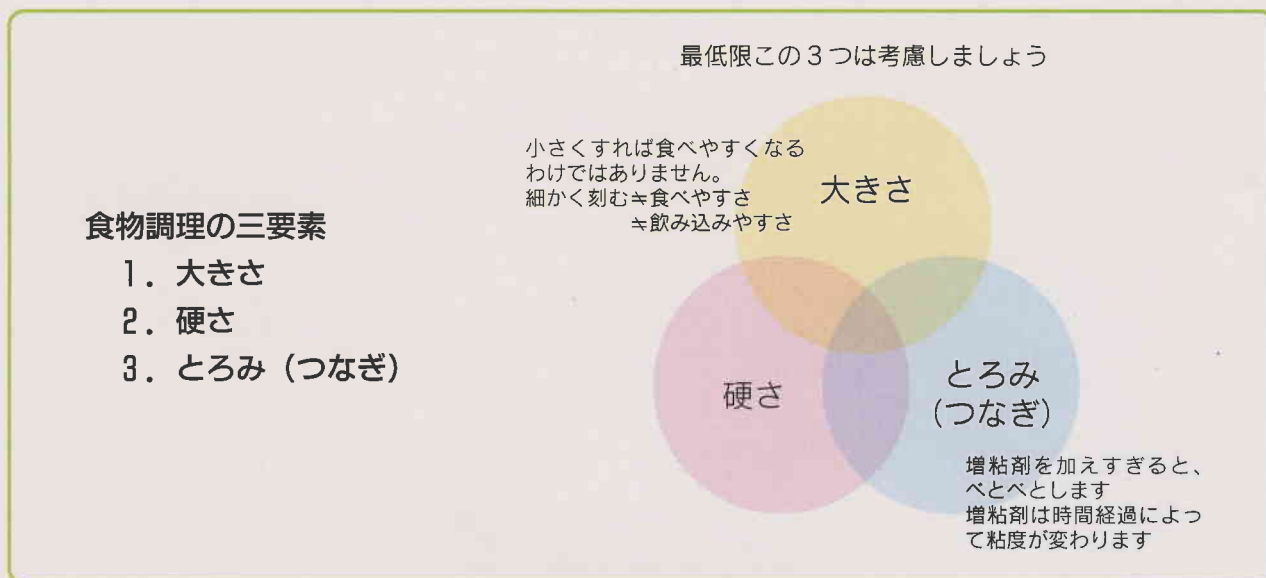 最低限この3つは考慮しましょう
小さくすれば食べやすくなる
わけではありません。
細かく刻む≒食べやすさ
≒飲み込みやすさ
大きさ
食物調理の三要素
1．大きさ
2．硬さ
3．とろみ（つなぎ）
硬さ
とろみ
（つなぎ）
増粘剤を加えすぎると、
べとべとします
増粘剤は時間経過によっ
て粘度が変わります